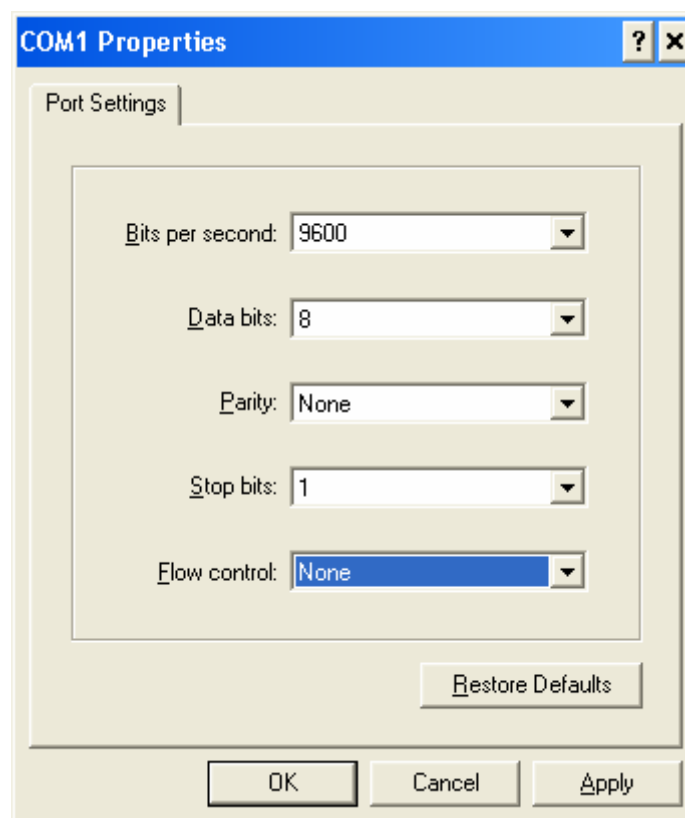 COM1 Properties
Port Settings
Bits per second: 9600
Data bits: 8
Parity: None
Stop bits: 1
Flow control: None
Restore Defaults
OK Cancel Apply